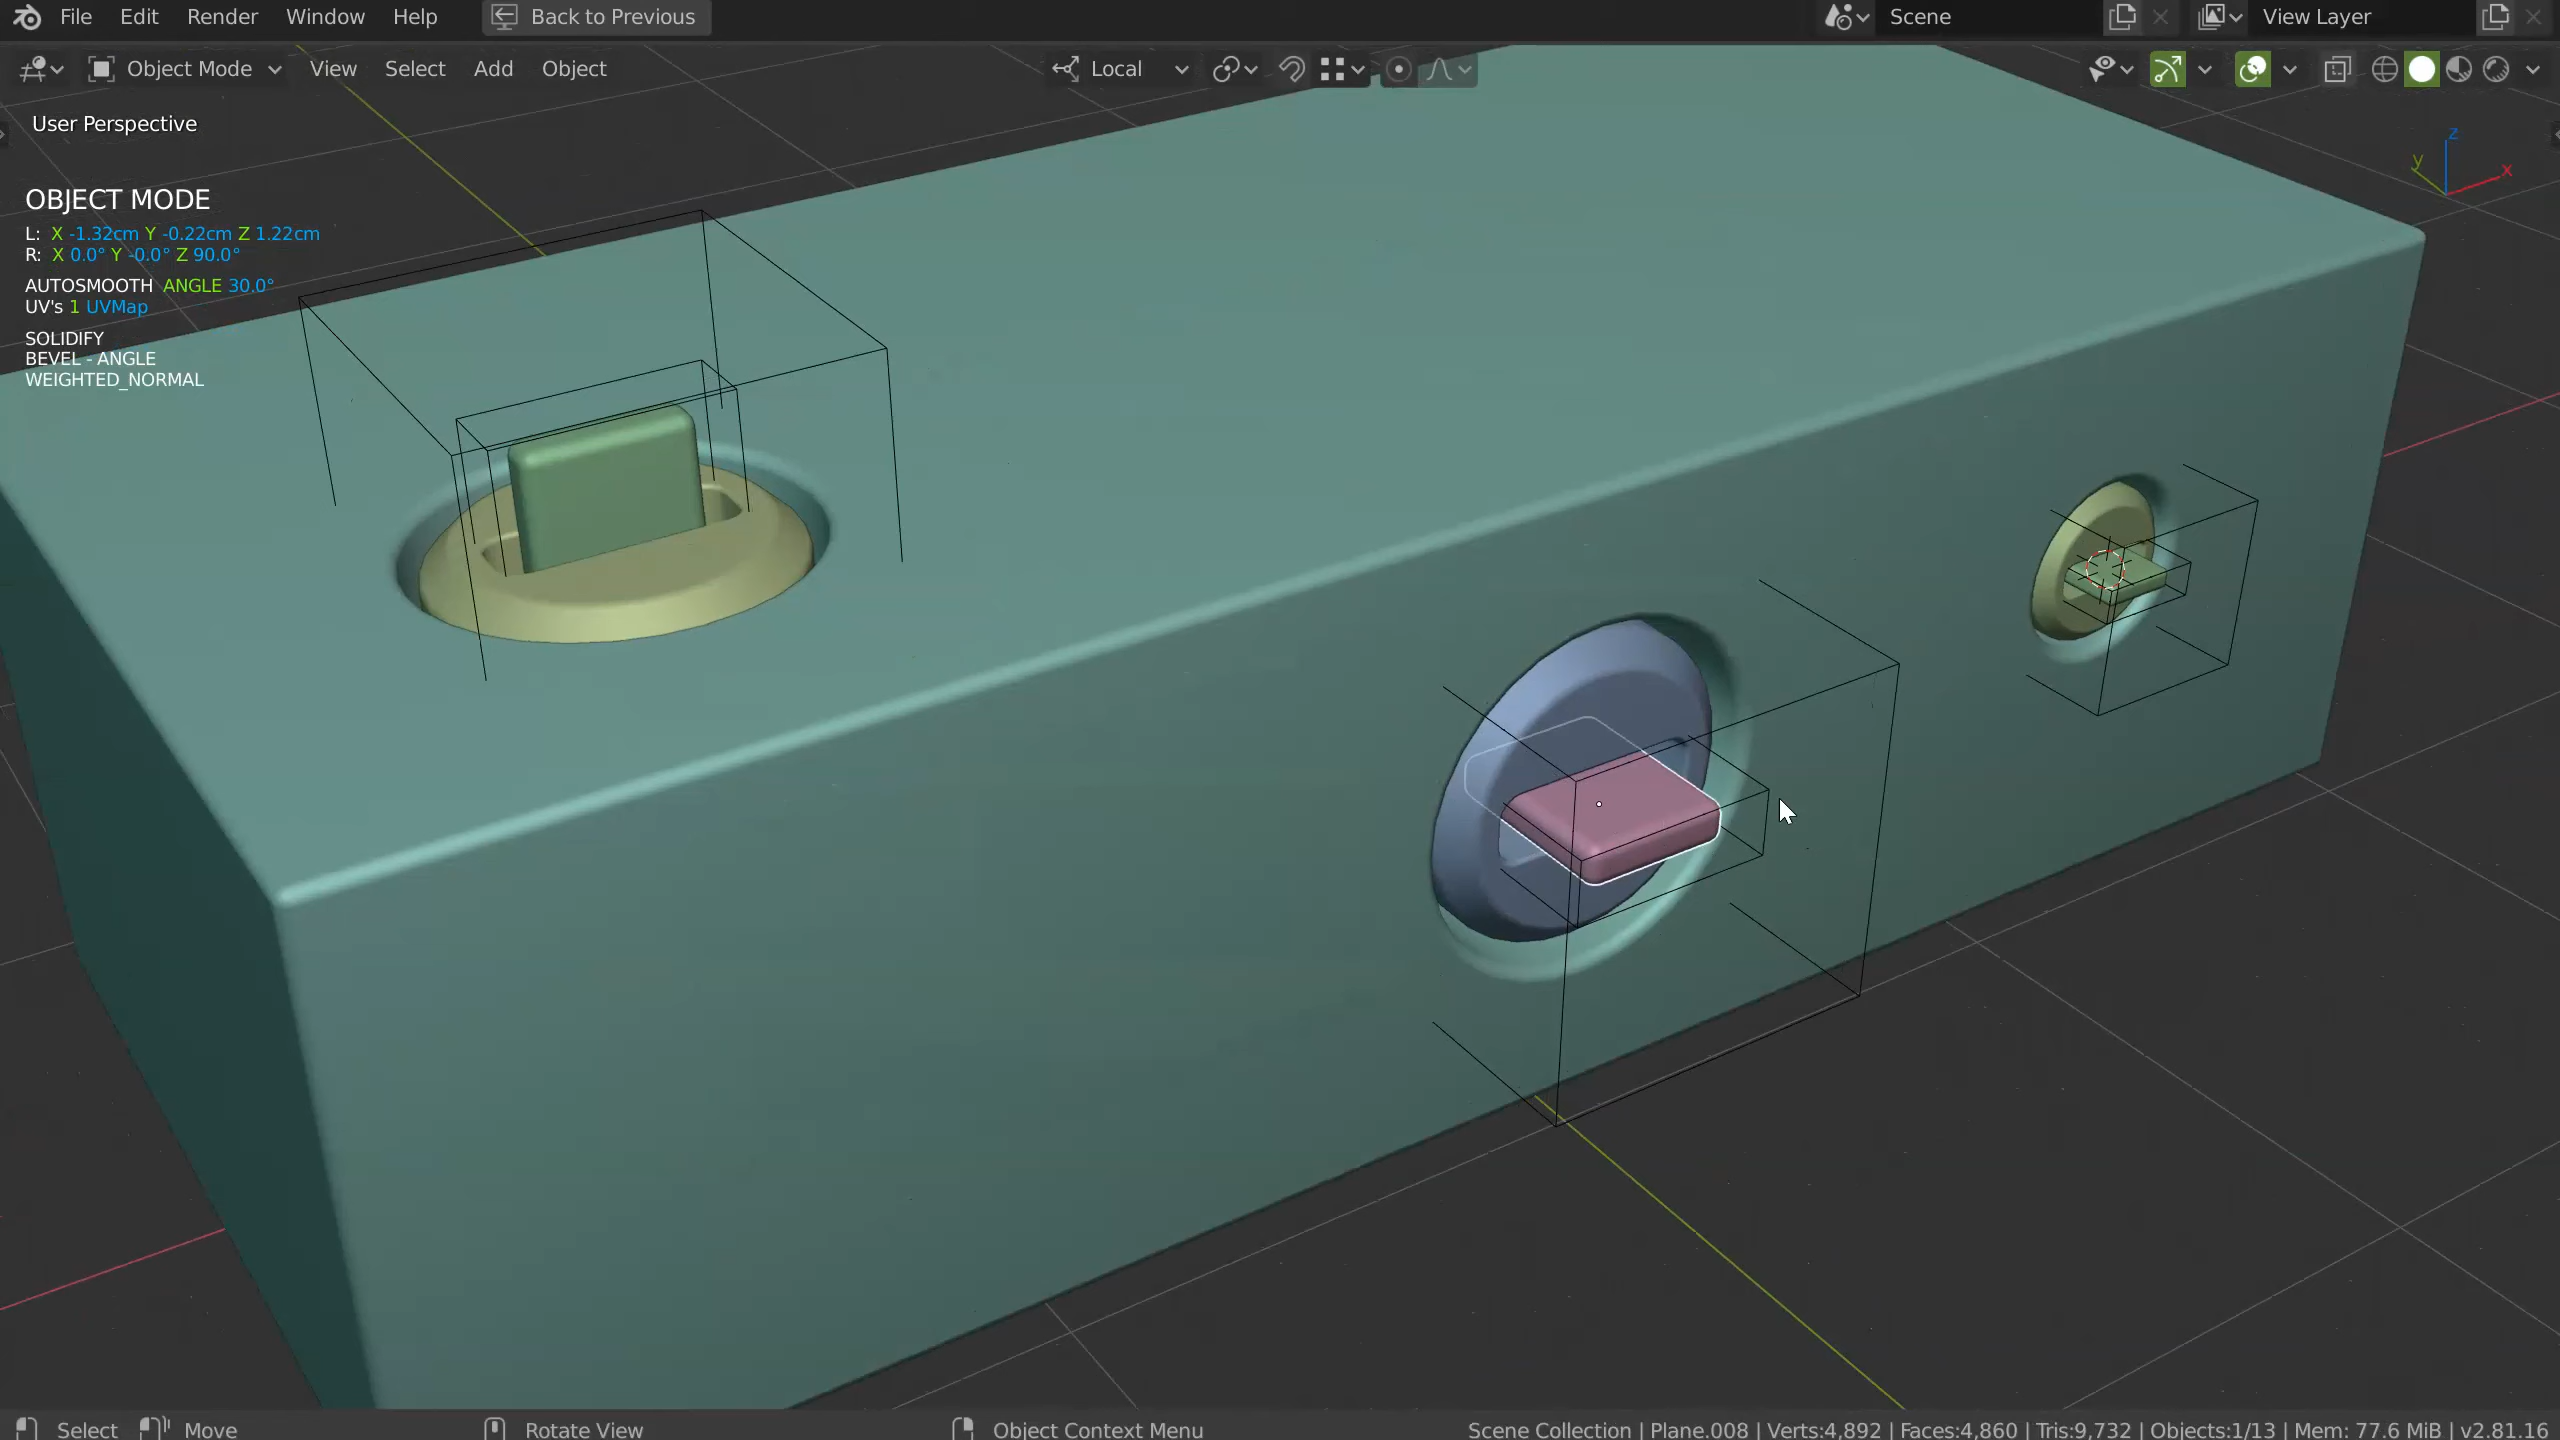 File Edit Render Window Help Back to Previous Scene View Layer
Object Mode View Select Add Object Local
User Perspective
z
y
x
OBJECT MODE
L: X -1.32cm Y -0.22cm Z 1.22cm
R: X 0.0° Y -0.0° Z 90.0°
AUTOSMOOTH ANGLE 30.0°
UV's 1 UVMap
SOLIDIFY
BEVEL - ANGLE
WEIGHTED_NORMAL
Select Move Rotate View Object Context Menu Scene Collection | Plane.008 | Verts:4,892 | Faces:4,860 | Tris:9,732 | Objects:1/13 | Mem: 77.6 MiB | v2.81.16